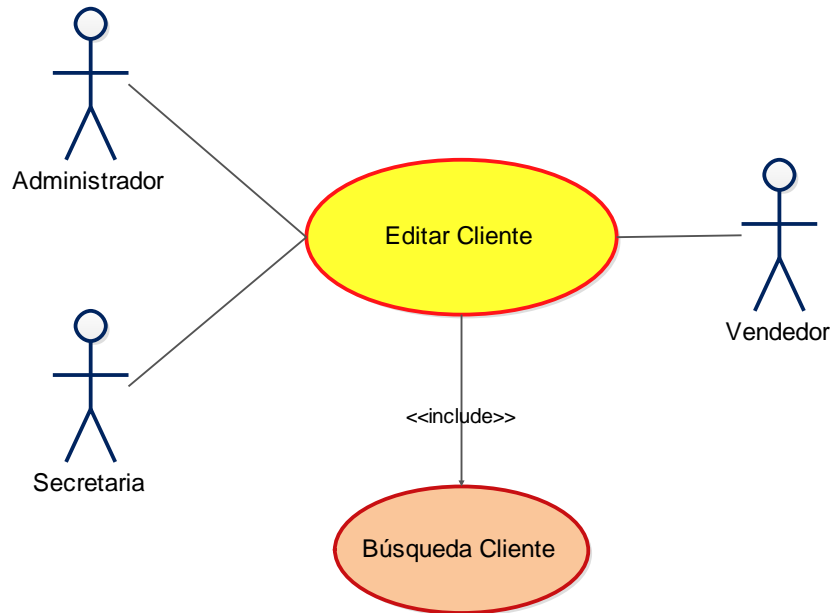 Administrador
Editar Cliente
Vendedor
<<include>>
Secretaria
Búsqueda Cliente